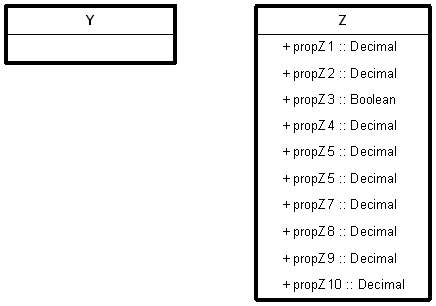 Y
Z
+ propZ1 :: Decimal
+ propZ2 :: Decimal
+ propZ3 :: Boolean
+ propZ4 :: Decimal
+ propZ5 :: Decimal
+ propZ5 :: Decimal
+ propZ7 :: Decimal
+ propZ8 :: Decimal
+ propZ9 :: Decimal
+ propZ10 :: Decimal